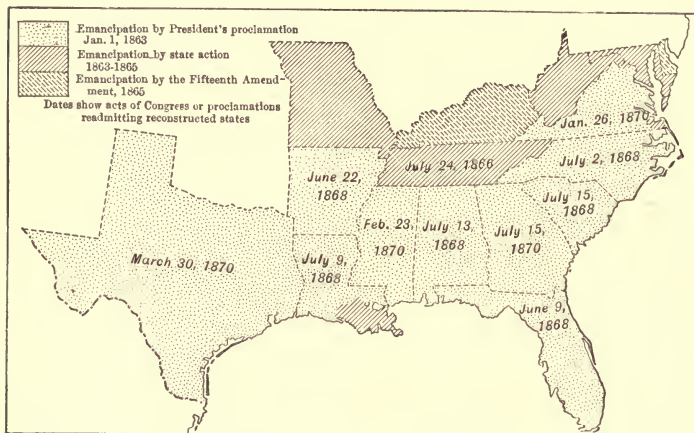 Emancipation by President's proclamation
Jan. 1, 1863
Emancipation by state action
1863-1865
Emancipation by the Fifteenth Amend-
ment, 1865
Dates show acts of Congress or proclamations
readmitting reconstructed states
Jan. 26, 1870
July 24, 1866
July 2, 1868
June 22,
1868
July 15,
1868
Feb. 23,
1870
July 13,
1868
July 15,
1870
March 30, 1870
July 9,
1868
June 9,
1868